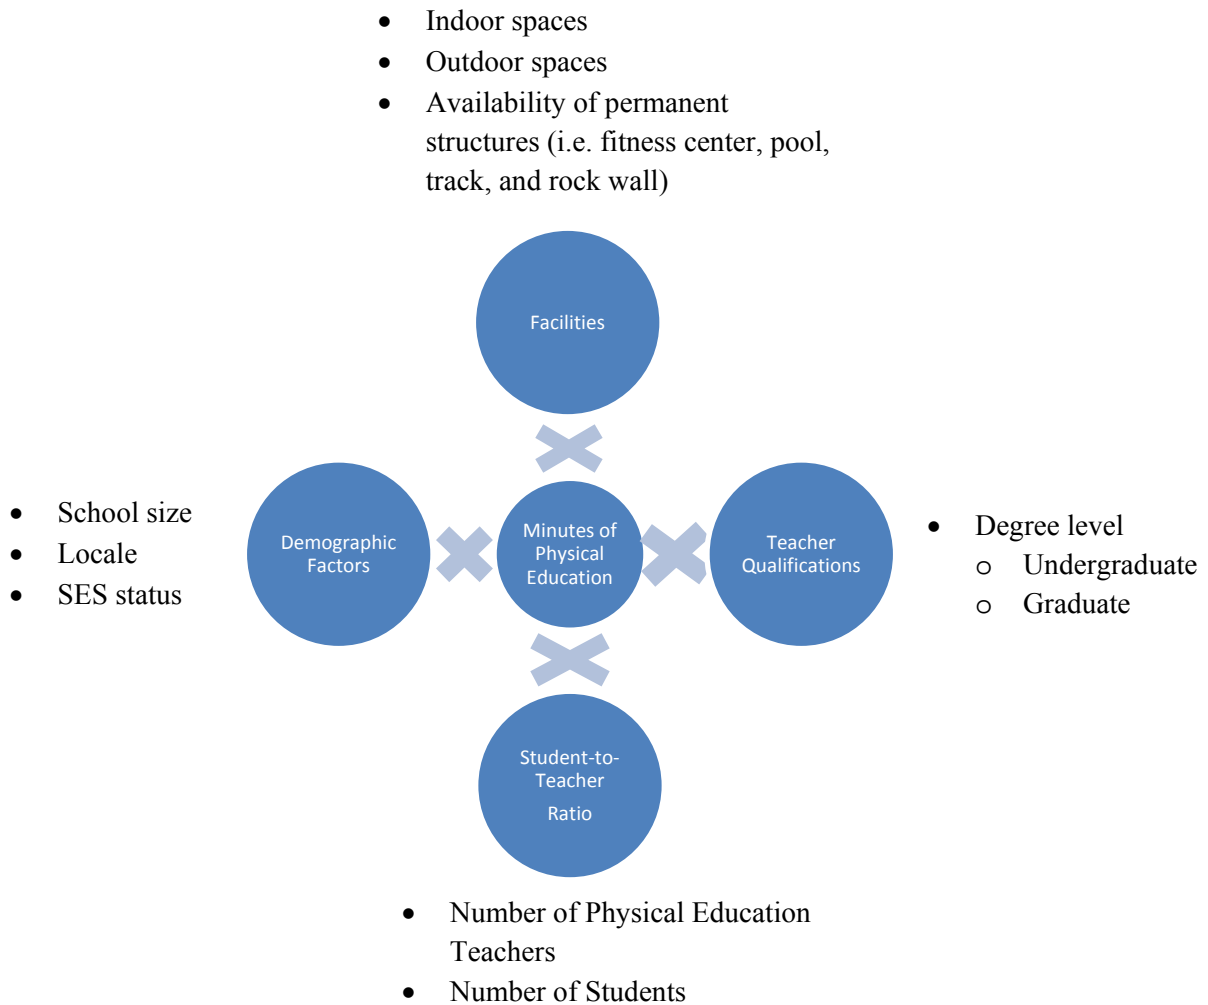 • Indoor spaces
• Outdoor spaces
• Availability of permanent
structures (i.e. fitness center, pool,
track, and rock wall)
Facilities
• School size
• Locale
• SES status
Demographic
Factors
Minutes of
Physical
Education
Teacher
Qualifications
• Degree level
o Undergraduate
o Graduate
Student-to-
Teacher
Ratio
• Number of Physical Education
Teachers
• Number of Students